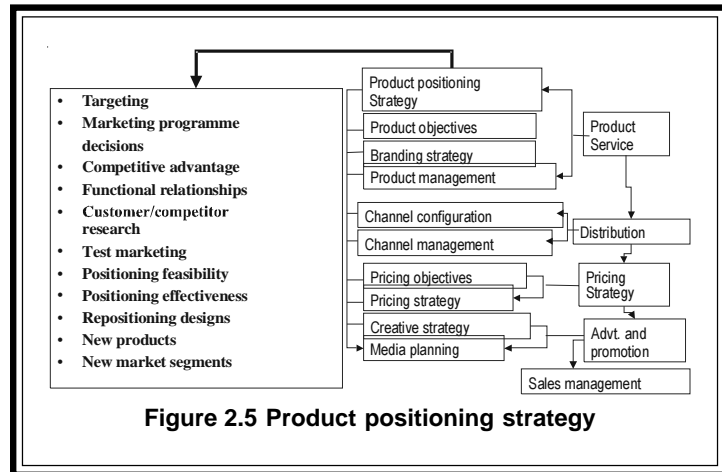 • Targeting
• Marketing programme
decisions
• Competitive advantage
• Functional relationships
• Customer/competitor
research
• Test marketing
• Positioning feasibility
• Positioning effectiveness
• Repositioning designs
• New products
• New market segments
Product positioning
Strategy
Product objectives
Branding strategy
Product management
Channel configuration
Channel management
Pricing objectives
Pricing strategy
Creative strategy
Media planning
Product
Service
Distribution
Pricing
Strategy
Advt. and
promotion
Sales management
Figure 2.5 Product positioning strategy